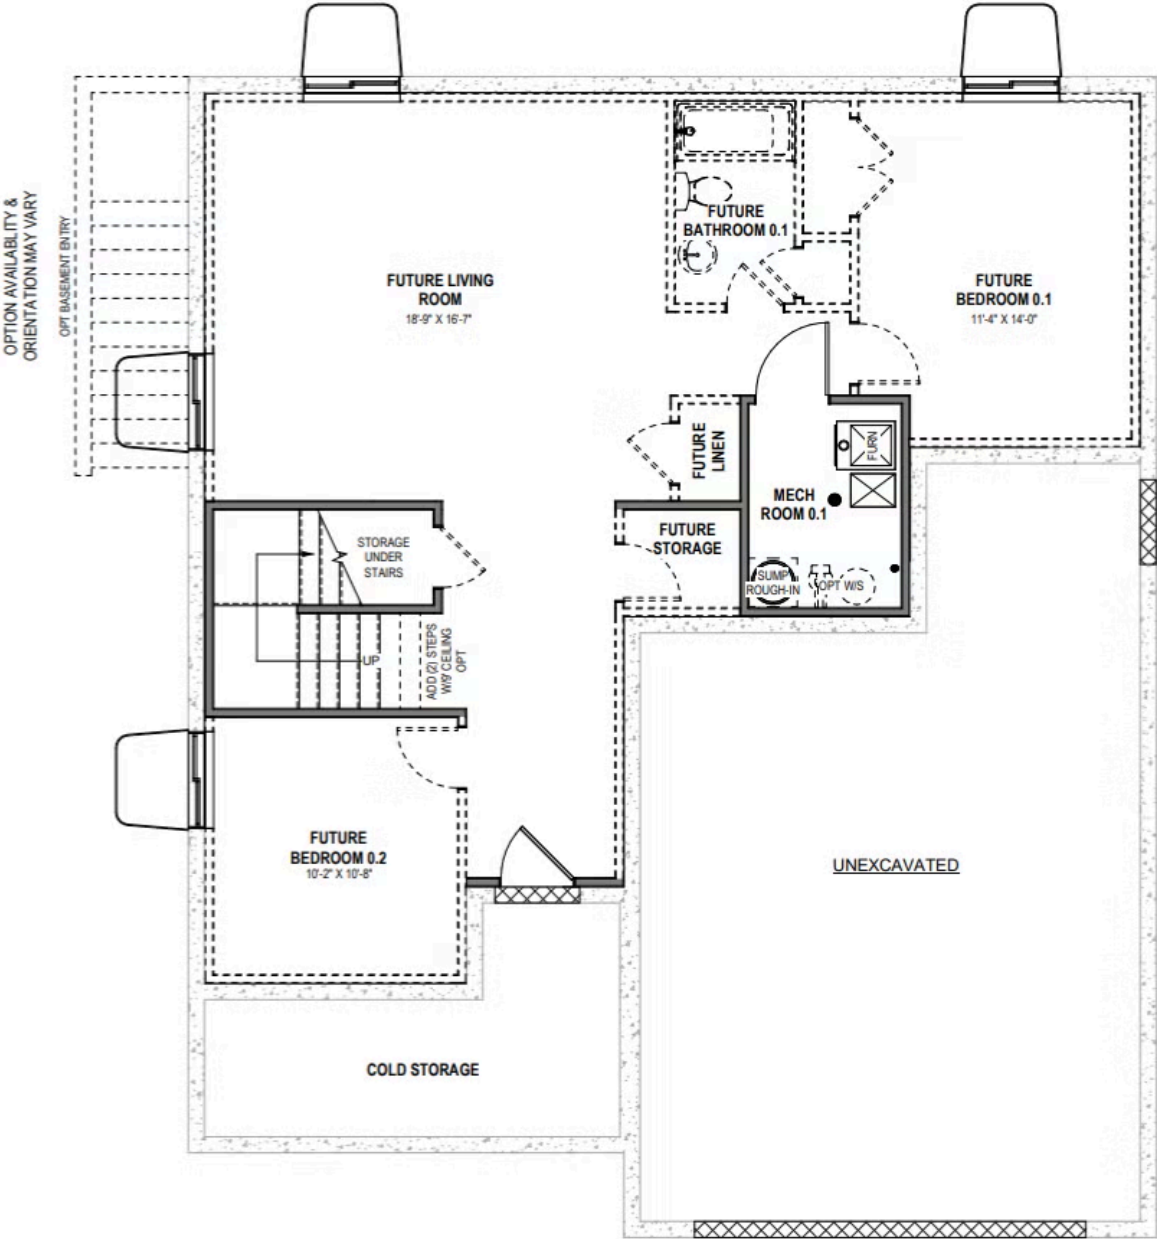 OPTION AVAILABLITY &
ORIENTATION MAY VARY
OPT BASEMENT ENTRY
FUTURE LIVING
ROOM
18'-9" X 16'-7"
FUTURE
BATHROOM 0.1
FUTURE
BEDROOM 0.1
11'-4" X 14'-0"
FUTURE
LINEN
FURN
MECH
ROOM 0.1
FUTURE
STORAGE
STORAGE
UNDER
STAIRS
SUMP
ROUGH-IN
OPT W/S
UP
ADD (2) STEPS
W/9' CEILING
OPT
FUTURE
BEDROOM 0.2
10'-2" X 10'-8"
UNEXCAVATED
COLD STORAGE